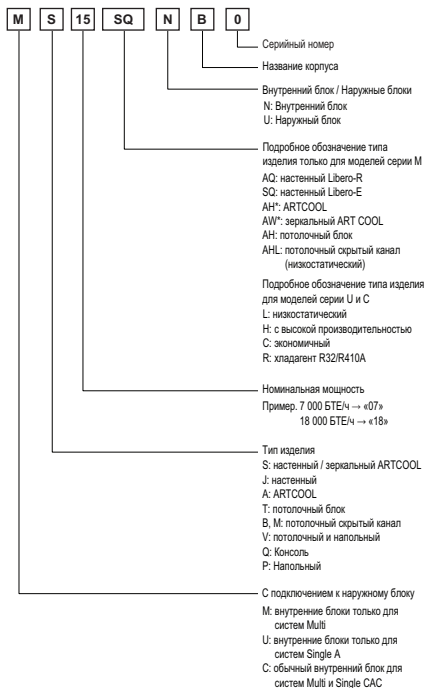 M S 15 SQ N B 0
Серийный номер
Название корпуса
Внутренний блок / Наружные блоки
N: Внутренний блок
U: Наружный блок
Подробное обозначение типа
изделия только для моделей серии M
AQ: настенный Libero-R
SQ: настенный Libero-E
AH*: ARTCOOL
AW*: зеркальный ART COOL
AH: потолочный блок
AHL: потолочный скрытый канал
(низкостатический)
Подробное обозначение типа изделия
для моделей серии U и C
L: низкостатический
H: с высокой производительностью
C: экономичный
R: хладагент R32/R410A
Номинальная мощность
Пример. 7 000 БТЕ/ч → «07»
18 000 БТЕ/ч → «18»
Тип изделия
S: настенный / зеркальный ARTCOOL
J: настенный
A: ARTCOOL
T: потолочный блок
B, M: потолочный скрытый канал
V: потолочный и напольный
Q: Консоль
P: Напольный
С подключением к наружному блоку
M: внутренние блоки только для
систем Multi
U: внутренние блоки только для
систем Single A
C: обычный внутренний блок для
систем Multi и Single CAC